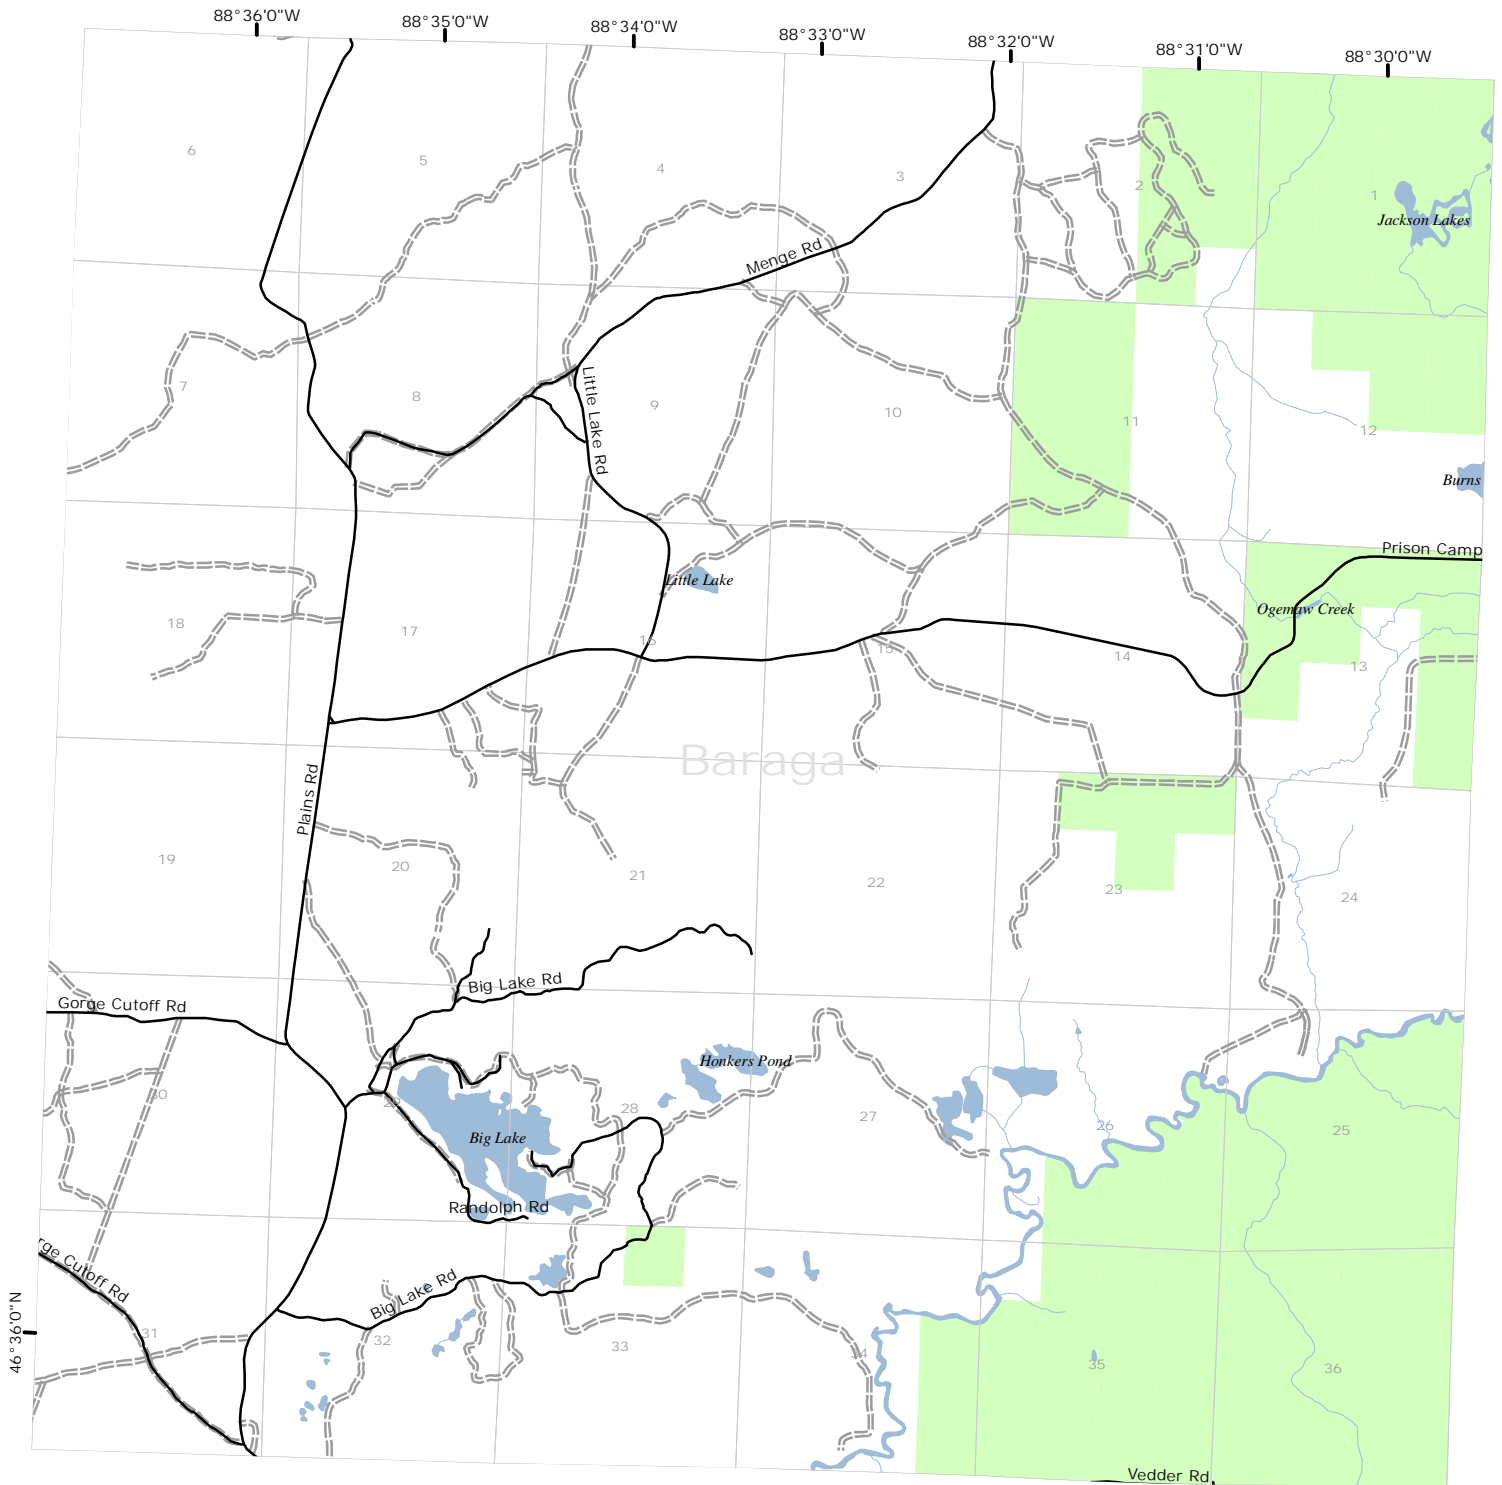 88°36'0"W
88°35'0"W
88°34'0"W
88°33'0"W
88°32'0"W
88°31'0"W
88°30'0"W
6
5
4
3
2
1
Jackson Lakes
Menge Rd
7
8
9
10
11
12
Little Lake Rd
Burns
Prison Camp
Little Lake
Ogemaw Creek
18
17
16
15
14
13
Baraga
Plains Rd
19
20
21
22
23
24
Big Lake Rd
Gorge Cutoff Rd
Honkers Pond
30
29
28
27
26
25
Big Lake
Randolph Rd
rge Cutoff Rd
Big Lake Rd
46°36'0"N
31
32
33
34
35
36
Vedder Rd